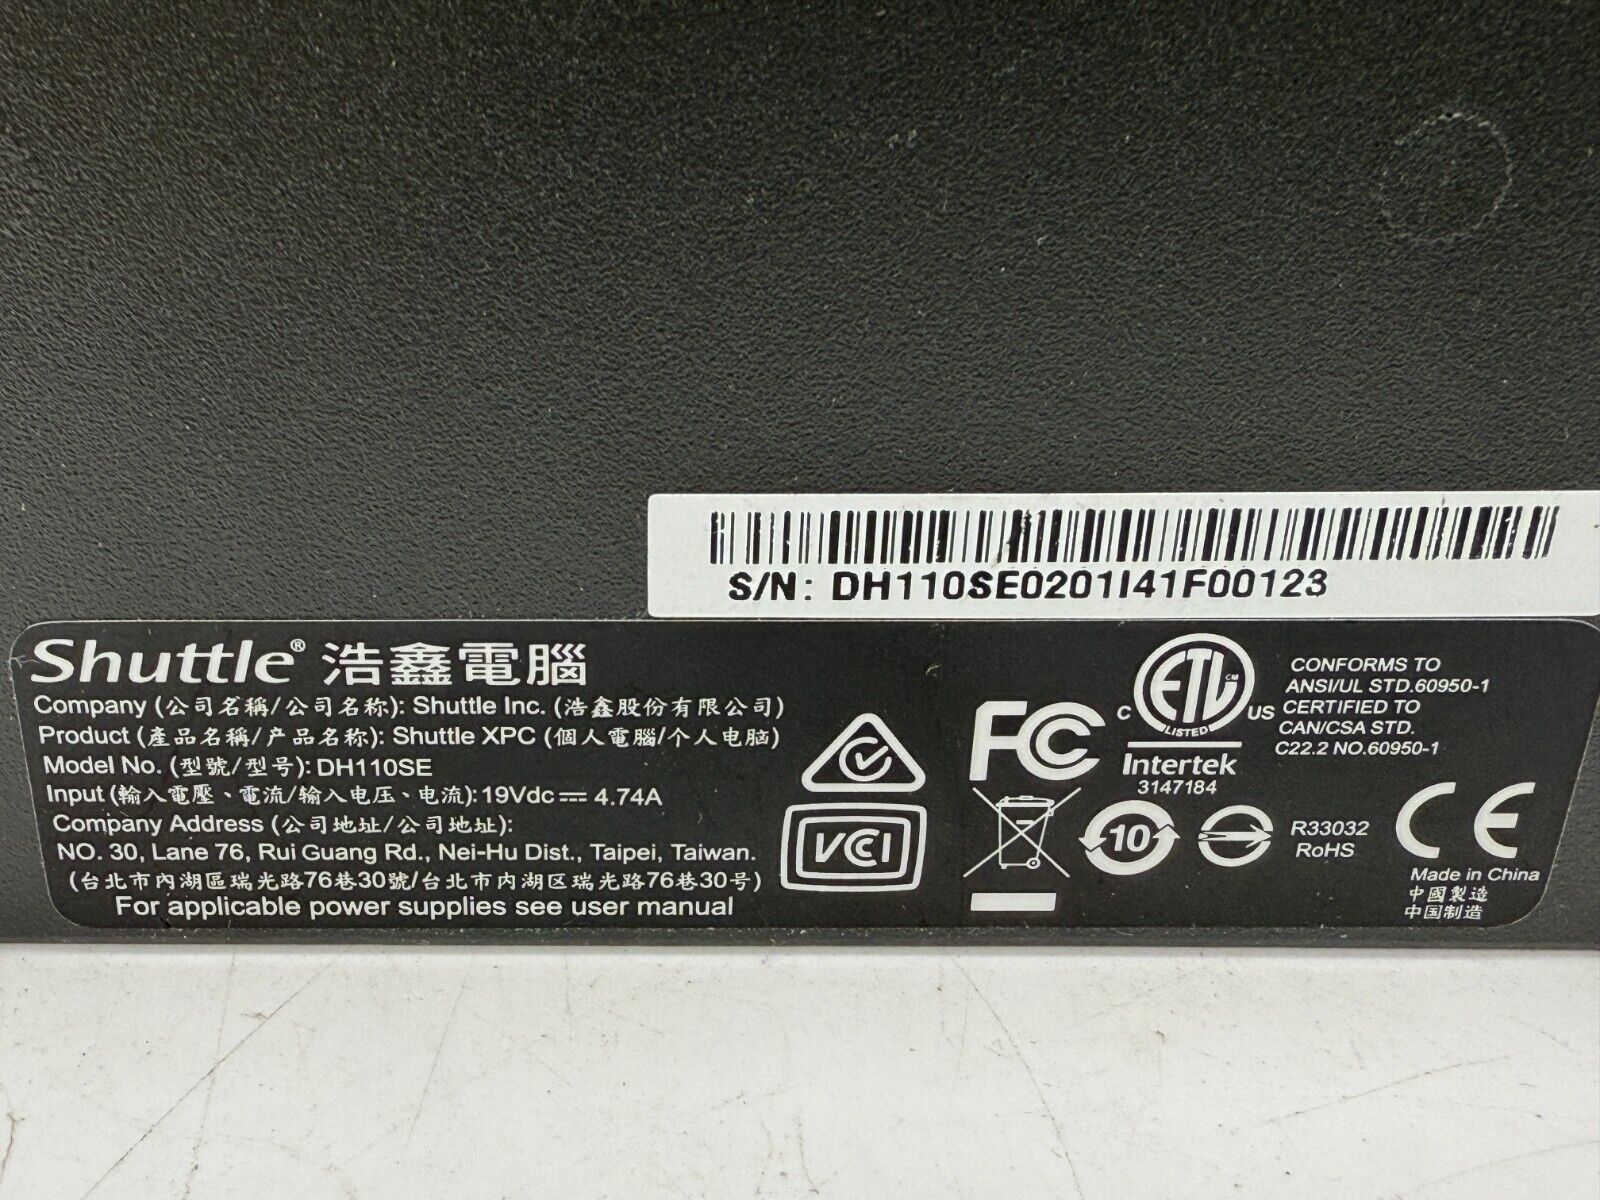 S/N: DH110SE0201I41F00123
Shuttle® 浩鑫電腦
Company (公司名稱/公司名称): Shuttle Inc. (浩鑫股份有限公司)
Product (產品名稱/产品名称): Shuttle XPC (個人電腦/个人电脑)
Model No. (型號/型号): DH110SE
Input (輸入電壓、電流/输入电压、电流): 19Vdc ⎓ 4.74A
Company Address (公司地址/公司地址):
NO. 30, Lane 76, Rui Guang Rd., Nei-Hu Dist., Taipei, Taiwan.
(台北市內湖區瑞光路76巷30號/台北市内湖区瑞光路76巷30号)
For applicable power supplies see user manual
VCCI
FC
C ETL CM US
LISTED
Intertek
3147184
CONFORMS TO
ANSI/UL STD.60950-1
CERTIFIED TO
CAN/CSA STD.
C22.2 NO.60950-1
10
R33032
RoHS
CE
Made in China
中國製造
中国制造